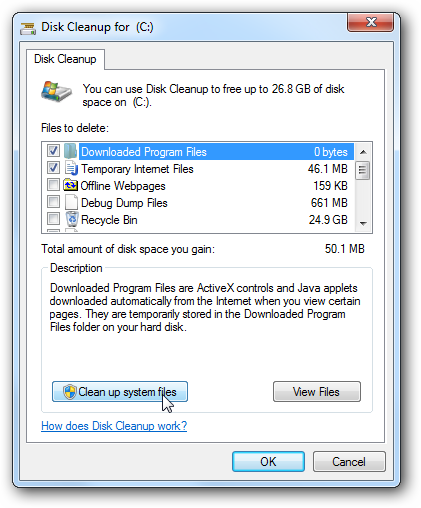 Disk Cleanup for (C:)
Disk Cleanup
You can use Disk Cleanup to free up to 26.8 GB of disk
space on (C:).
Files to delete:
Downloaded Program Files 0 bytes
Temporary Internet Files 46.1 MB
Offline Webpages 159 KB
Debug Dump Files 661 MB
Recycle Bin 24.9 GB
Total amount of disk space you gain: 50.1 MB
Description
Downloaded Program Files are ActiveX controls and Java applets
downloaded automatically from the Internet when you view certain
pages. They are temporarily stored in the Downloaded Program
Files folder on your hard disk.
Clean up system files View Files
How does Disk Cleanup work?
OK Cancel